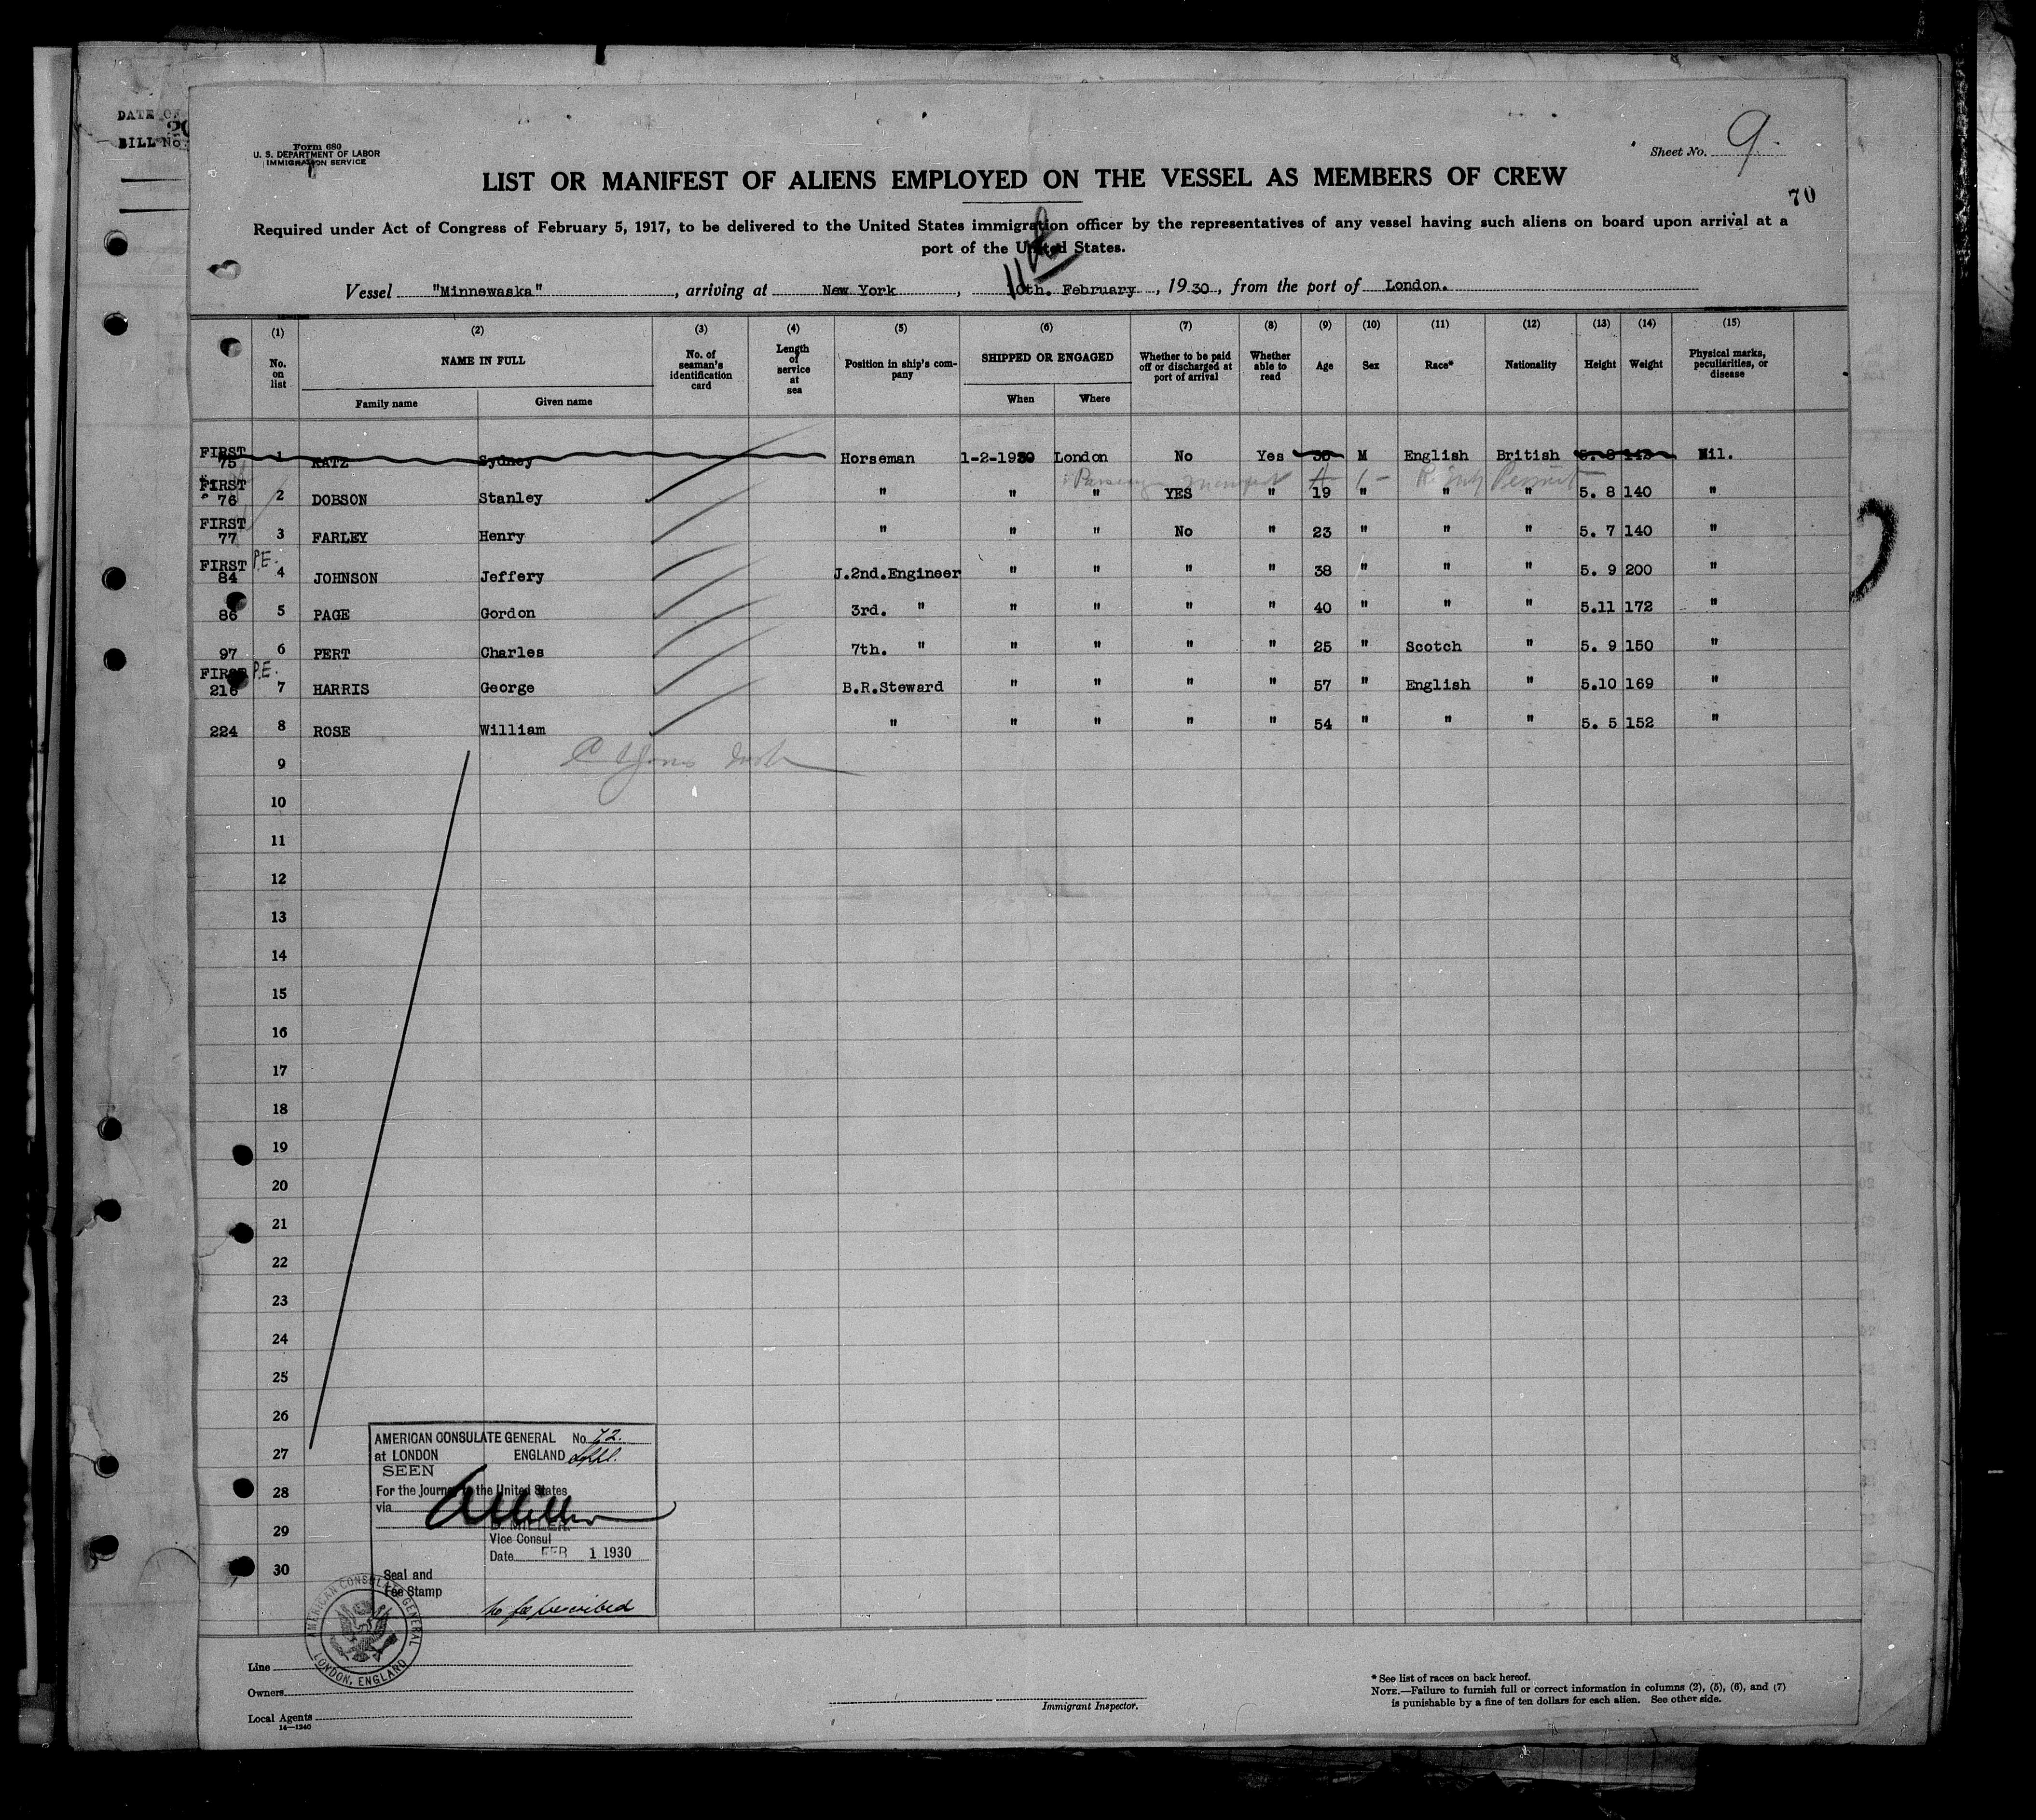 DATE OF
BILL No.
Form 680
U. S. DEPARTMENT OF LABOR
IMMIGRATION SERVICE
Sheet No. 9.
70
LIST OR MANIFEST OF ALIENS EMPLOYED ON THE VESSEL AS MEMBERS OF CREW
Required under Act of Congress of February 5, 1917, to be delivered to the United States immigration officer by the representatives of any vessel having such aliens on board upon arrival at a
port of the United States.
Vessel "Minnewaska", arriving at New York, 10th. February, 1930, from the port of London.
(1) (2) (3) (4) (5) (6) (7) (8) (9) (10) (11) (12) (13) (14) (15)
No. on list NAME IN FULL No. of seaman's identification card Length of service at sea Position in ship's company SHIPPED OR ENGAGED Whether to be paid off or discharged at port of arrival Whether able to read Age Sex Race* Nationality Height Weight Physical marks, peculiarities, or disease
Family name Given name When Where
FIRST 75 1 KATZ Sydney Horseman 1-2-1930 London No Yes M English British Nil.
Passenger manifest
FIRST 76 2 DOBSON Stanley " " " YES " 19 " " " 5. 8 140 "
FIRST 77 3 FARLEY Henry " " " No " 23 " " " 5. 7 140 "
FIRST 84 P.E. 4 JOHNSON Jeffery J.2nd.Engineer " " " " 38 " " " 5. 9 200 "
86 5 PAGE Gordon 3rd. " " " " " 40 " " " 5.11 172 "
97 6 PERT Charles 7th. " " " " " 25 " Scotch " 5. 9 150 "
FIRST 216 P.E. 7 HARRIS George B.R.Steward " " " " 57 " English " 5.10 169 "
224 8 ROSE William " " " " " 54 " " " 5. 5 152 "
9
10
11
12
13
14
15
16
17
18
19
20
21
22
23
24
25
26
27
28
29
30
AMERICAN CONSULATE GENERAL No. 72.
at LONDON ENGLAND
SEEN
For the Journey to the United States
via
MILLER
Vice Consul
Date FEB 1 1930
Seal and
Fee Stamp
No fee prescribed
AMERICAN CONSULATE GENERAL
LONDON, ENGLAND
Line
Owners
Local Agents
14—1240
Immigrant Inspector.
* See list of races on back hereof.
NOTE.—Failure to furnish full or correct information in columns (2), (5), (6), and (7)
is punishable by a fine of ten dollars for each alien. See other side.